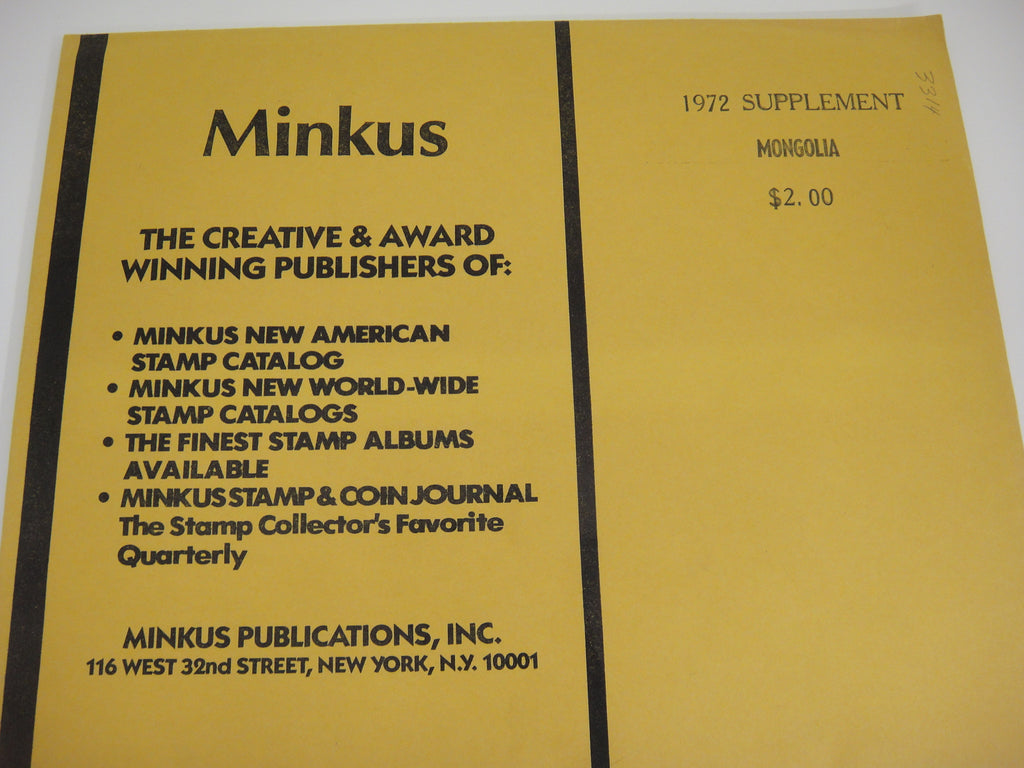 Minkus
THE CREATIVE & AWARD
WINNING PUBLISHERS OF:
• MINKUS NEW AMERICAN
STAMP CATALOG
• MINKUS NEW WORLD-WIDE
STAMP CATALOGS
• THE FINEST STAMP ALBUMS
AVAILABLE
• MINKUS STAMP & COIN JOURNAL
The Stamp Collector's Favorite
Quarterly
MINKUS PUBLICATIONS, INC.
116 WEST 32nd STREET, NEW YORK, N.Y. 10001
1972 SUPPLEMENT
MONGOLIA
$2.00
3314